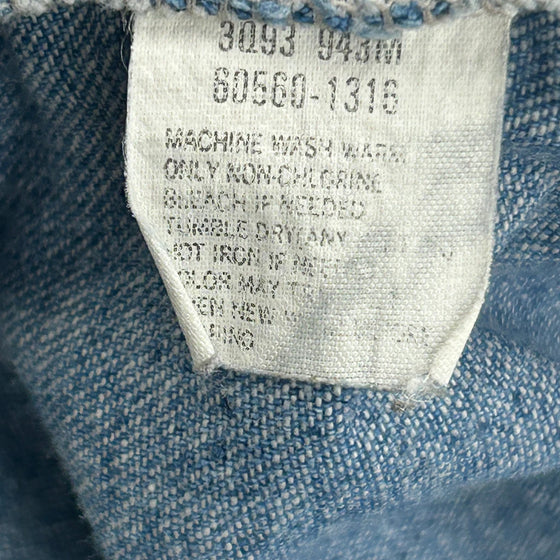 3Q93 943M
60560-1316
MACHINE WASH WARM
ONLY NON-CHLORINE
BLEACH IF NEEDED
TUMBLE DRY ANY
HOT IRON IF
COLOR MAY
WHEN NEW